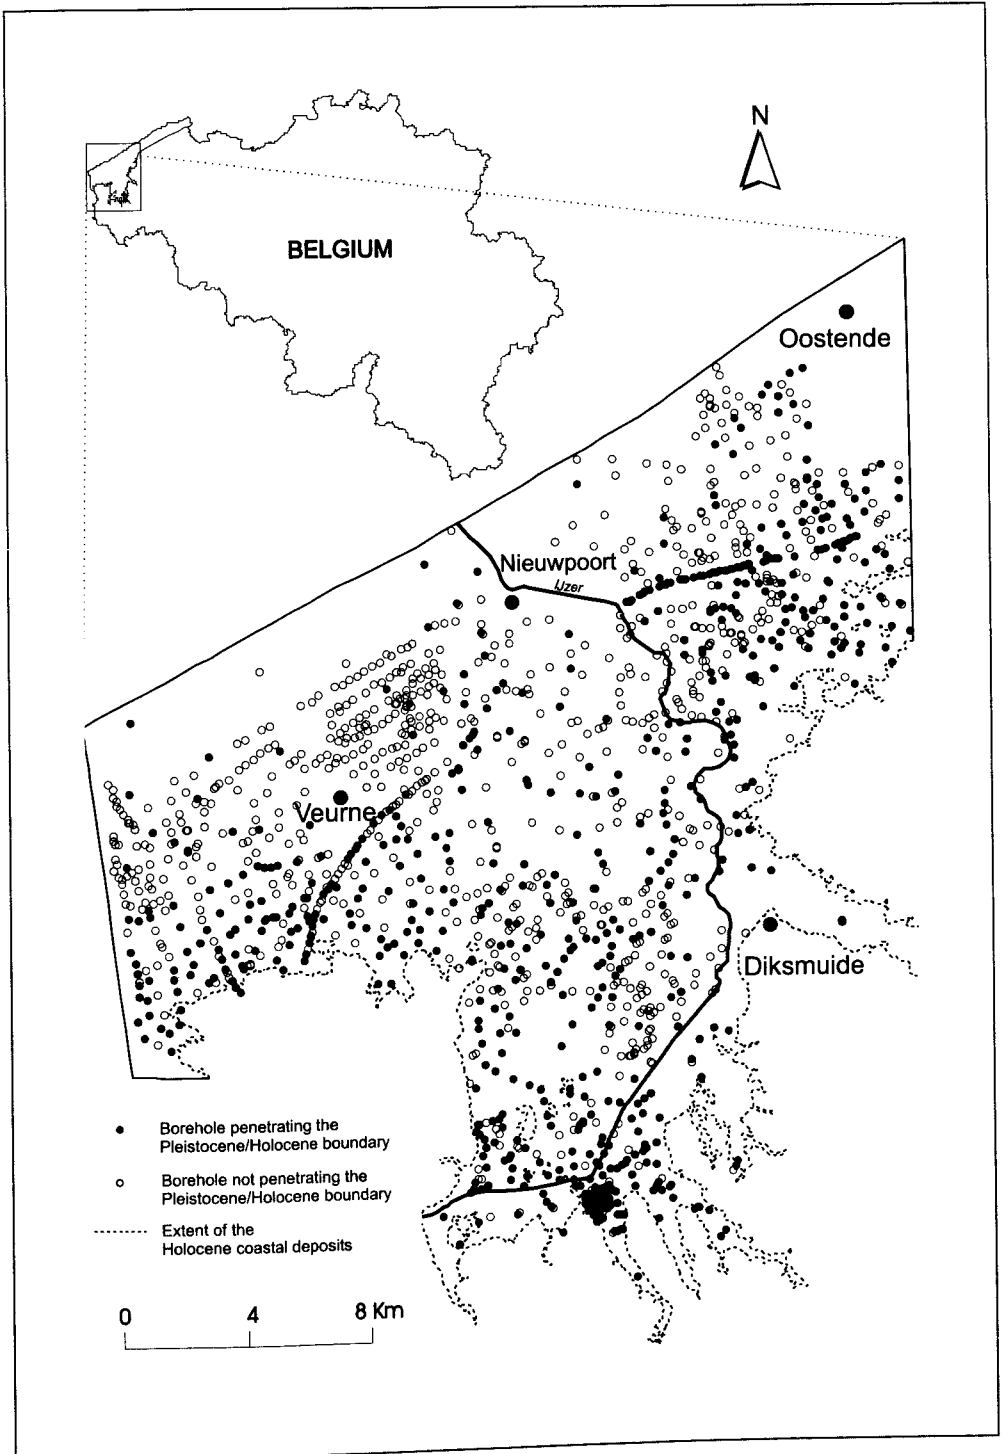 N
BELGIUM
Oostende
Nieuwpoort
IJzer
Veurne
Diksmuide
Borehole penetrating the
Pleistocene/Holocene boundary
Borehole not penetrating the
Pleistocene/Holocene boundary
Extent of the
Holocene coastal deposits
0 4 8 Km